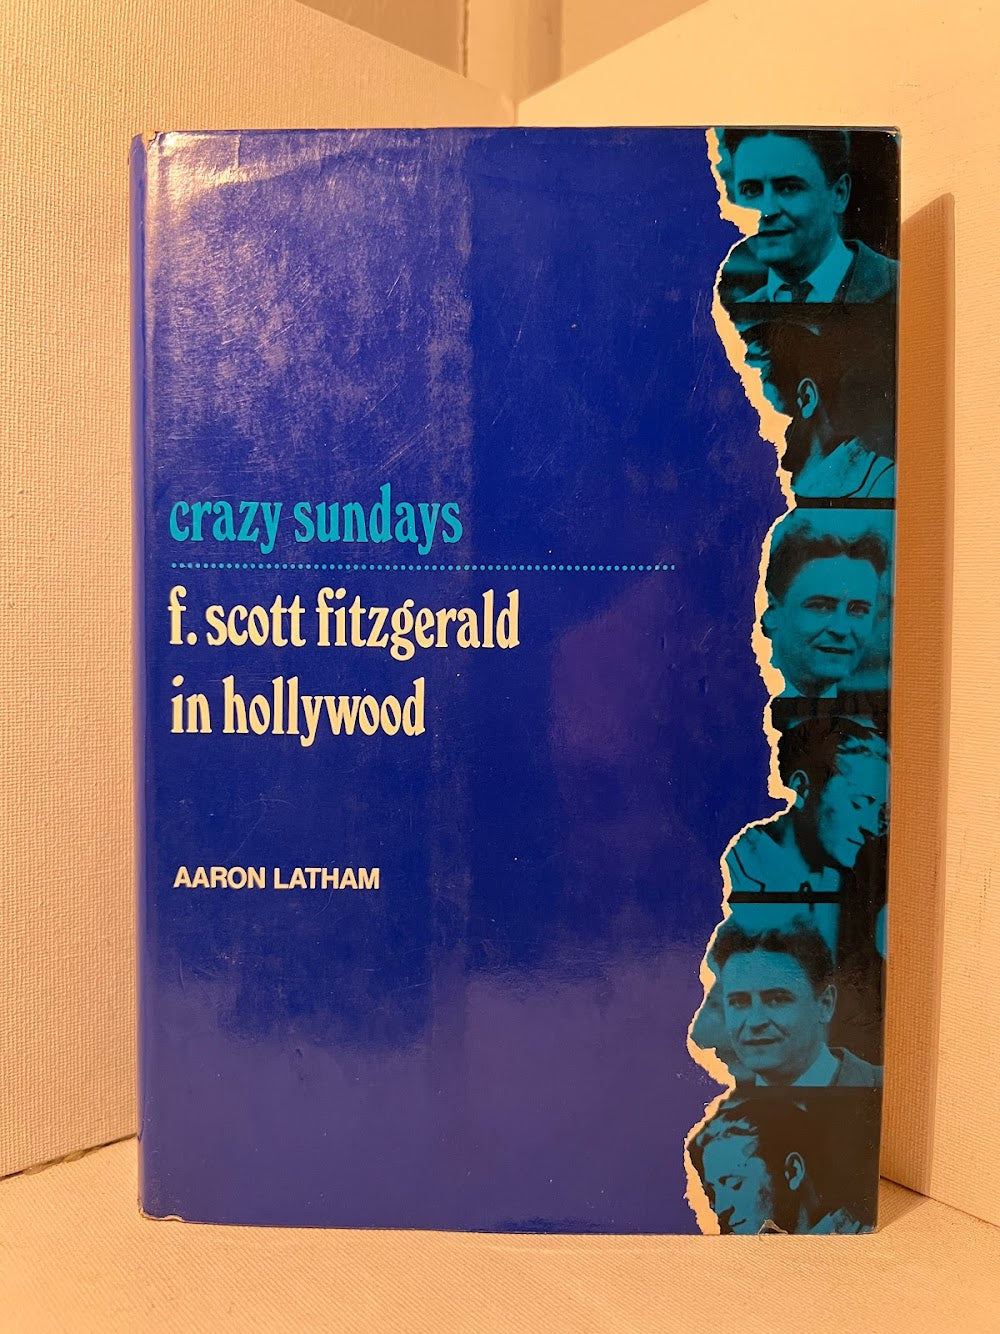 crazy sundays
f. scott fitzgerald
in hollywood
AARON LATHAM